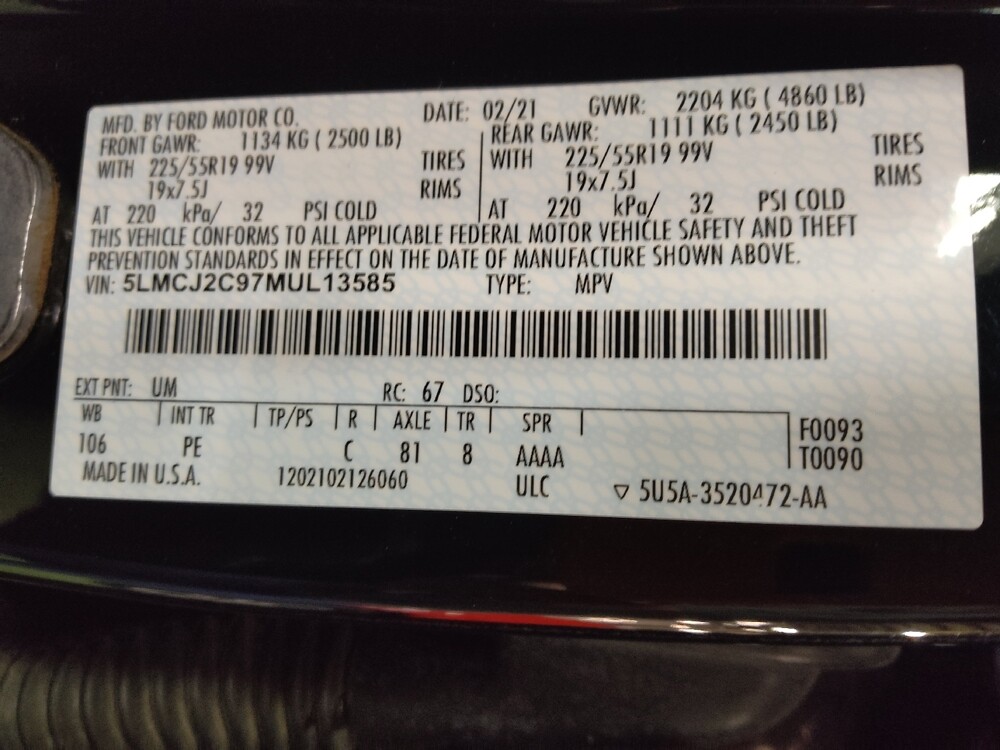 MFD. BY FORD MOTOR CO. DATE: 02/21 GVWR: 2204 KG ( 4860 LB)
FRONT GAWR: 1134 KG ( 2500 LB) REAR GAWR: 1111 KG ( 2450 LB)
WITH 225/55R19 99V TIRES WITH 225/55R19 99V TIRES
19x7.5J RIMS 19x7.5J RIMS
AT 220 kPa/ 32 PSI COLD AT 220 kPa/ 32 PSI COLD
THIS VEHICLE CONFORMS TO ALL APPLICABLE FEDERAL MOTOR VEHICLE SAFETY AND THEFT
PREVENTION STANDARDS IN EFFECT ON THE DATE OF MANUFACTURE SHOWN ABOVE.
VIN: 5LMCJ2C97MUL13585 TYPE: MPV
EXT PNT: UM RC: 67 DSO:
WB INT TR TP/PS R AXLE TR SPR F0093
106 PE C 81 8 AAAA T0090
MADE IN U.S.A. 1202102126060 ULC ▽ 5U5A-3520472-AA